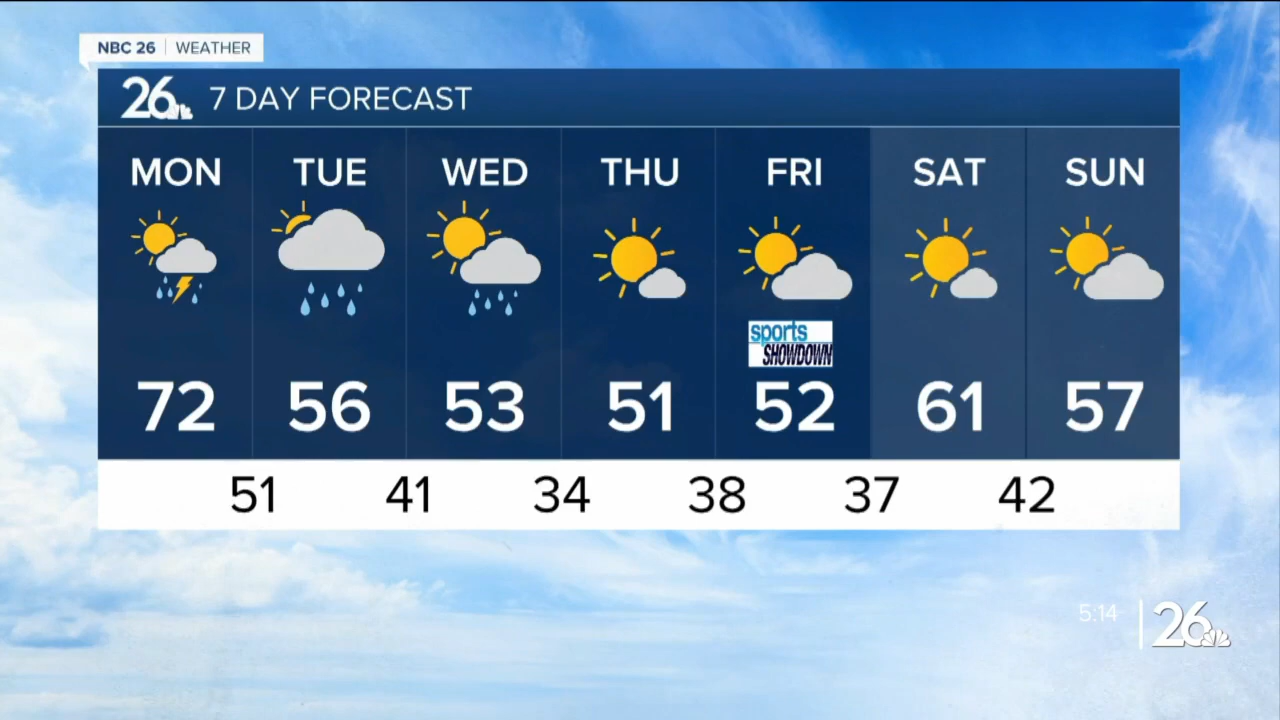 NBC 26 | WEATHER
26 7 DAY FORECAST
MON TUE WED THU FRI SAT SUN
sports
SHOWDOWN
72 56 53 51 52 61 57
51 41 34 38 37 42
5:14 | 26